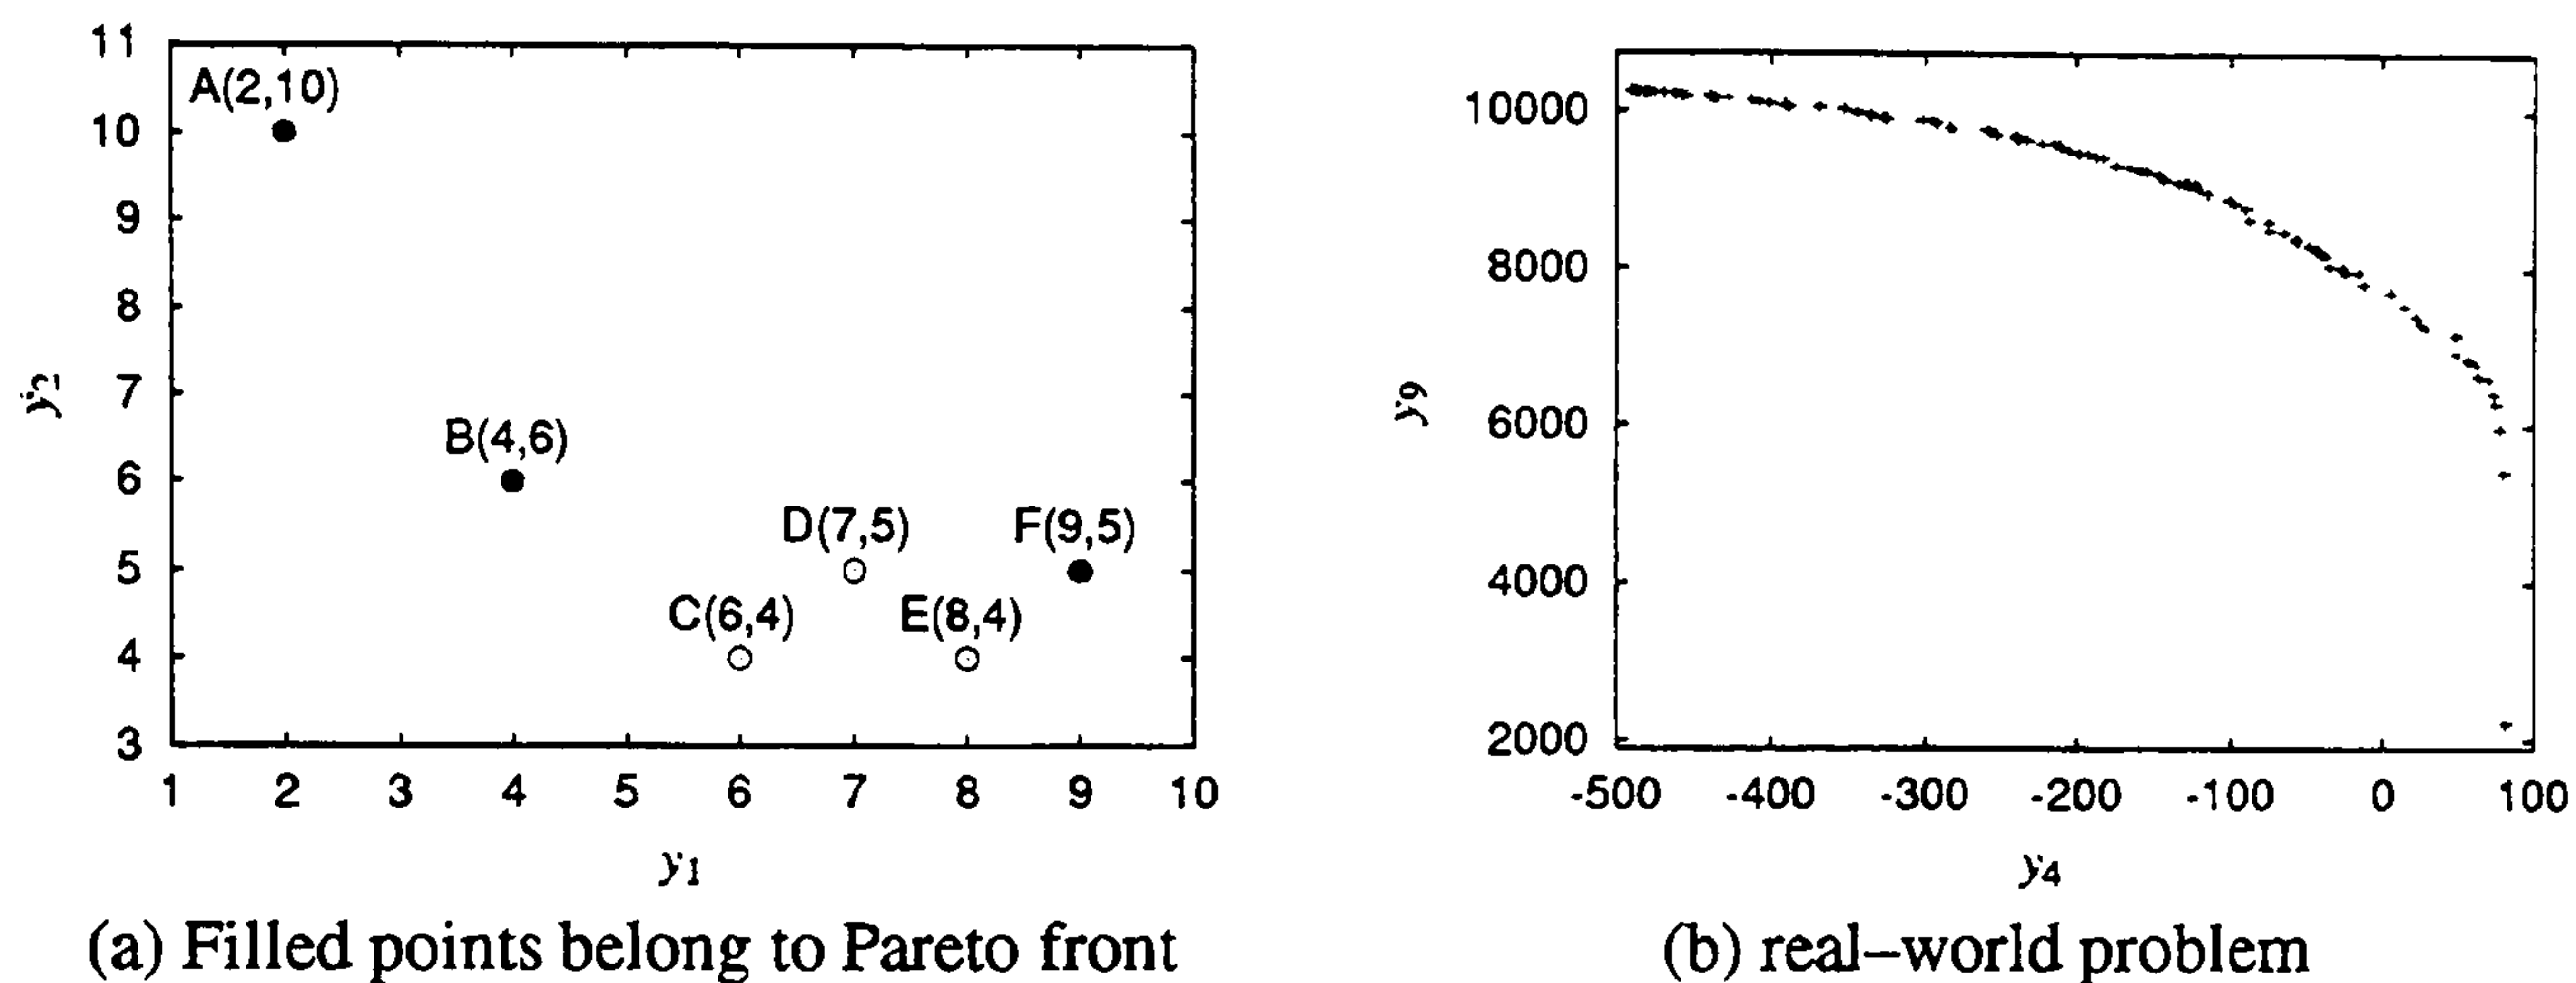 11
A(2,10)
10
9
8
7
B(4,6)
6
D(7,5)
F(9,5)
5
C(6,4)
E(8,4)
4
3
1 2 3 4 5 6 7 8 9 10
y2
y1
(a) Filled points belong to Pareto front
10000
8000
6000
4000
2000
-500 -400 -300 -200 -100 0 100
y9
y4
(b) real–world problem